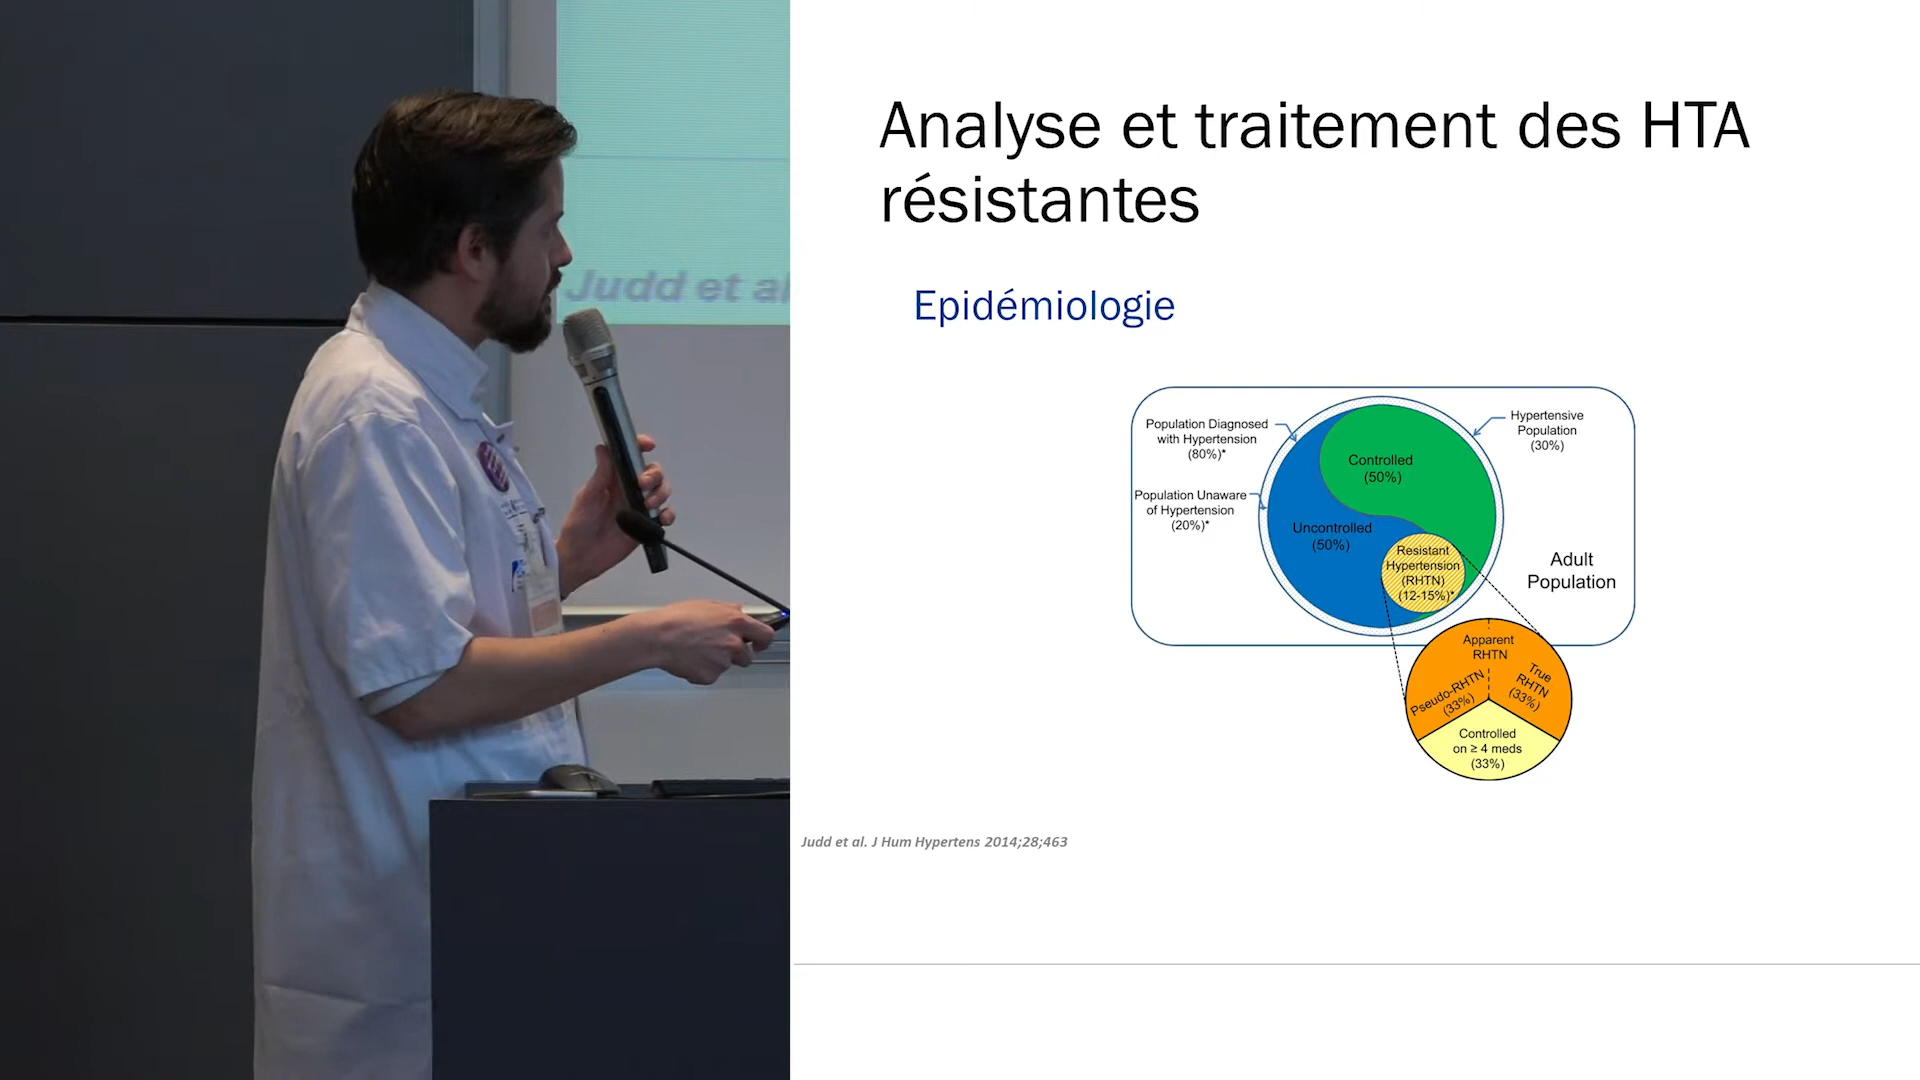 Judd et al
Analyse et traitement des HTA
résistantes
Epidémiologie
Population Diagnosed
with Hypertension
(80%)*
Population Unaware
of Hypertension
(20%)*
Hypertensive
Population
(30%)
Controlled
(50%)
Uncontrolled
(50%)
Resistant
Hypertension
(RHTN)
(12-15%)*
Adult
Population
Apparent
RHTN
Pseudo-RHTN
(33%)
True
RHTN
(33%)
Controlled
on ≥ 4 meds
(33%)
Judd et al. J Hum Hypertens 2014;28;463